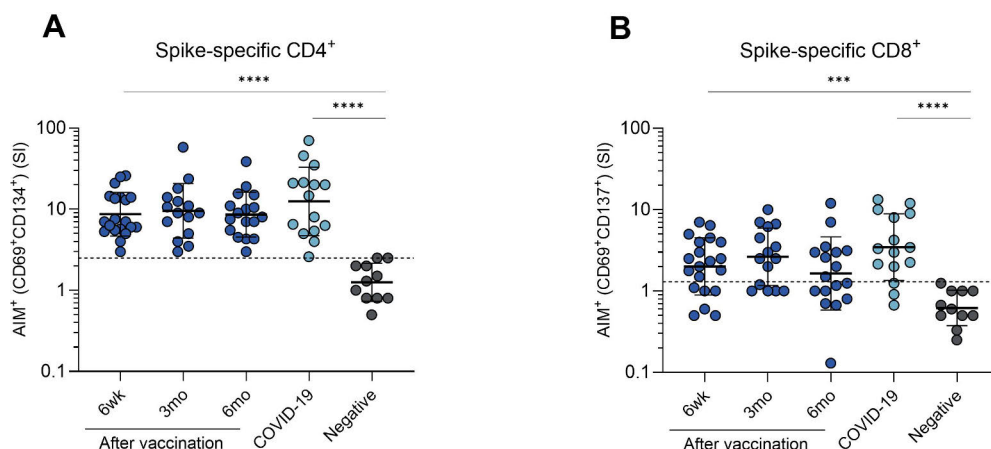 A
Spike-specific CD4⁺
****
****
AIM⁺ (CD69⁺CD134⁺) (SI)
100
10
1
0.1
6wk
3mo
6mo
COVID-19
Negative
After vaccination
B
Spike-specific CD8⁺
***
****
AIM⁺ (CD69⁺CD137⁺) (SI)
100
10
1
0.1
6wk
3mo
6mo
COVID-19
Negative
After vaccination